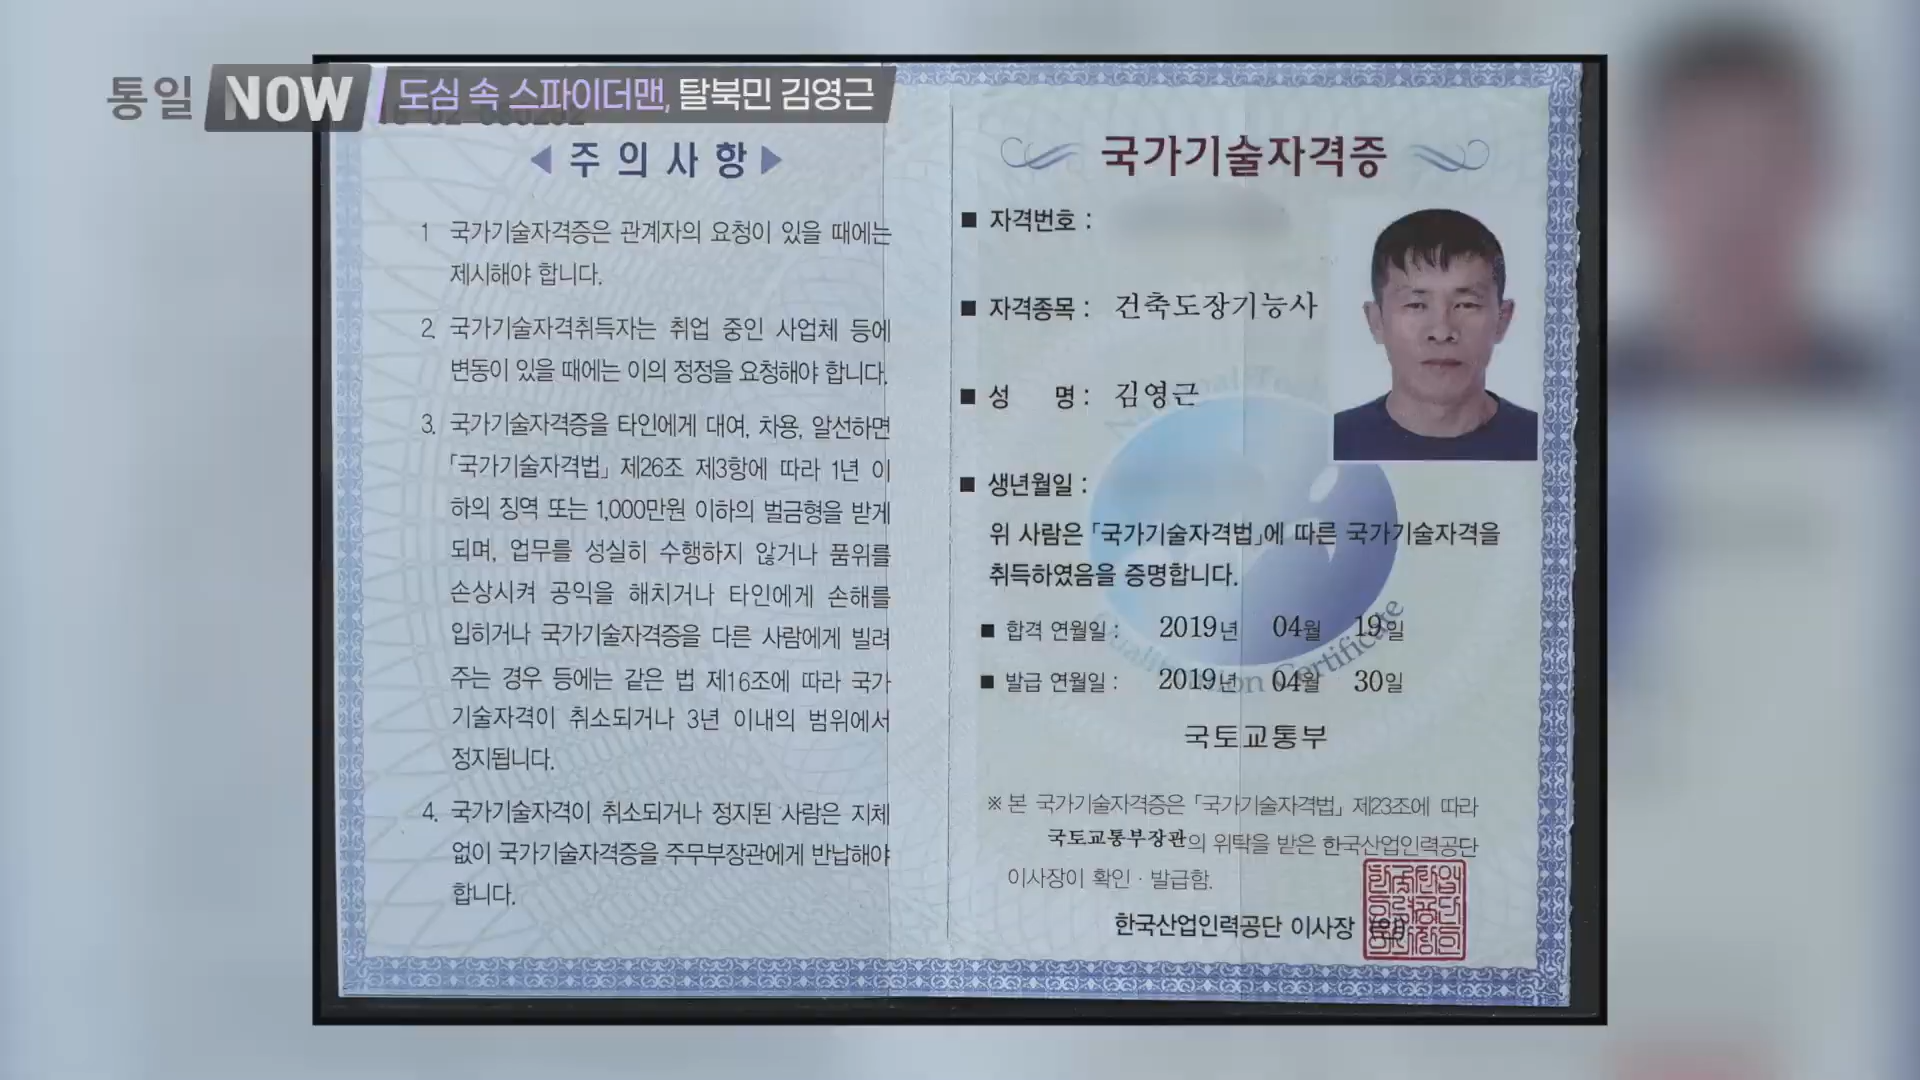 통일 NOW 도심 속 스파이더맨, 탈북민 김영근
◀ 주 의 사 항 ▶
1 국가기술자격증은 관계자의 요청이 있을 때에는
제시해야 합니다.
2. 국가기술자격취득자는 취업 중인 사업체 등에
변동이 있을 때에는 이의 정정을 요청해야 합니다.
3. 국가기술자격증을 타인에게 대여, 차용, 알선하면
「국가기술자격법」 제26조 제3항에 따라 1년 이
하의 징역 또는 1,000만원 이하의 벌금형을 받게
되며, 업무를 성실히 수행하지 않거나 품위를
손상시켜 공익을 해치거나 타인에게 손해를
입히거나 국가기술자격증을 다른 사람에게 빌려
주는 경우 등에는 같은 법 제16조에 따라 국가
기술자격이 취소되거나 3년 이내의 범위에서
정지됩니다.
4. 국가기술자격이 취소되거나 정지된 사람은 지체
없이 국가기술자격증을 주무부장관에게 반납해야
합니다.
국가기술자격증
■ 자격번호 :
■ 자격종목 : 건축도장기능사
■ 성 명 : 김영근
■ 생년월일 :
위 사람은 「국가기술자격법」에 따른 국가기술자격을
취득하였음을 증명합니다.
■ 합격 연월일 : 2019년 04월 19일
■ 발급 연월일 : 2019년 04월 30일
국토교통부
※ 본 국가기술자격증은 「국가기술자격법」 제23조에 따라
국토교통부장관의 위탁을 받은 한국산업인력공단
이사장이 확인 · 발급함.
한국산업인력공단 이사장